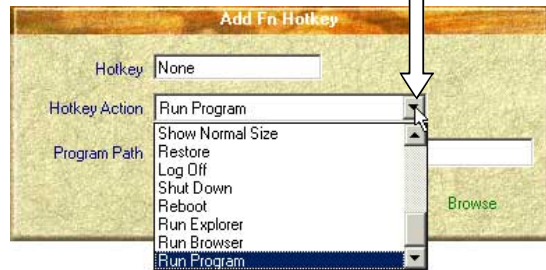 Add Fn Hotkey
Hotkey None
Hotkey Action Run Program
Show Normal Size
Program Path Restore
Log Off
Shut Down
Reboot
Browse
Run Explorer
Run Browser
Run Program